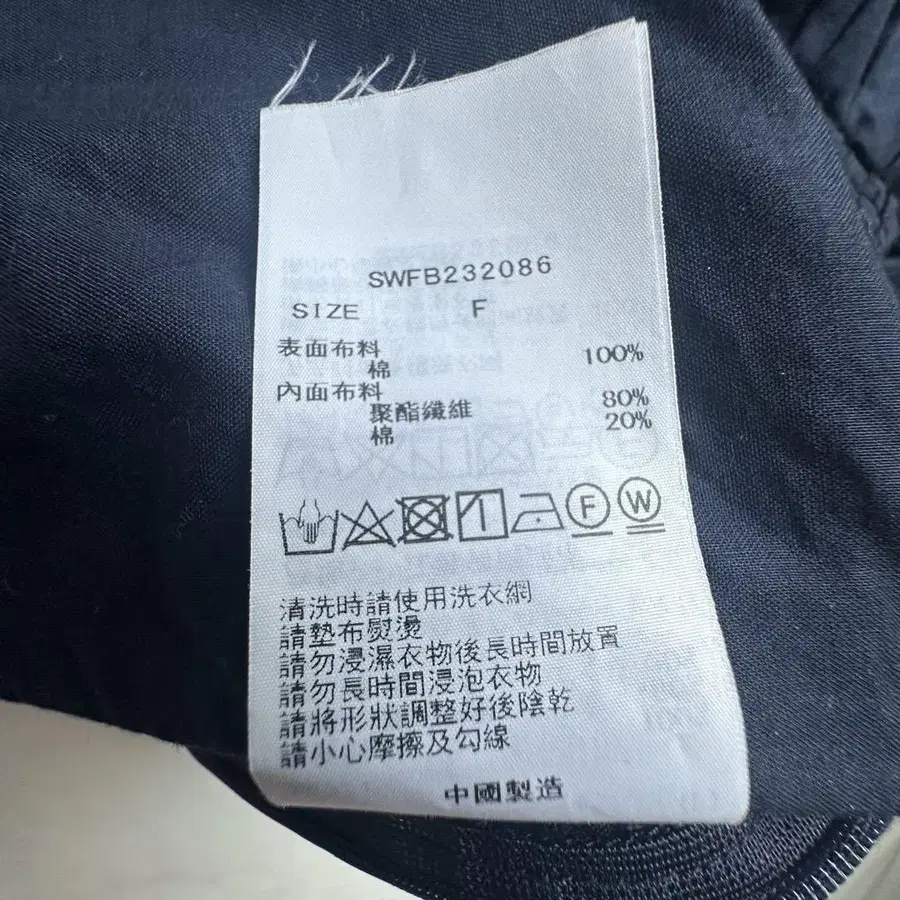 SWFB232086
SIZE F
表面布料
棉 100%
內面布料
聚酯纖維 80%
棉 20%
F W
清洗時請使用洗衣網
請墊布熨燙
請勿浸濕衣物後長時間放置
請勿長時間浸泡衣物
請將形狀調整好後陰乾
請小心摩擦及勾線
中國製造